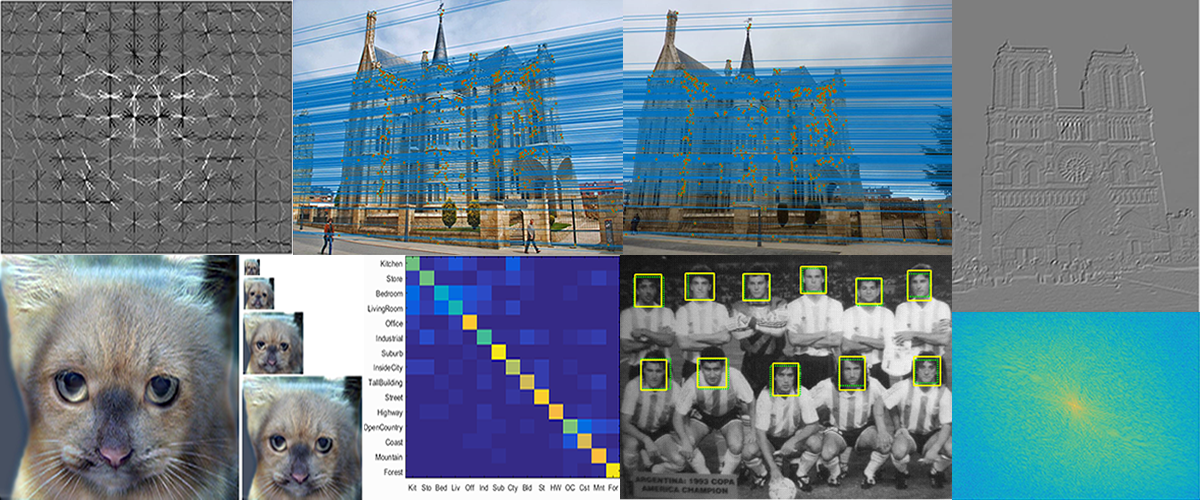 Kitchen
Store
Bedroom
LivingRoom
Office
Industrial
Suburb
InsideCity
TallBuilding
Street
Highway
OpenCountry
Coast
Mountain
Forest
Kit Sto Bed Liv Off Ind Sub Cty Bld St HW OC Cst Mnt For
ARGENTINA: 1993 COPA
AMERICA CHAMPION